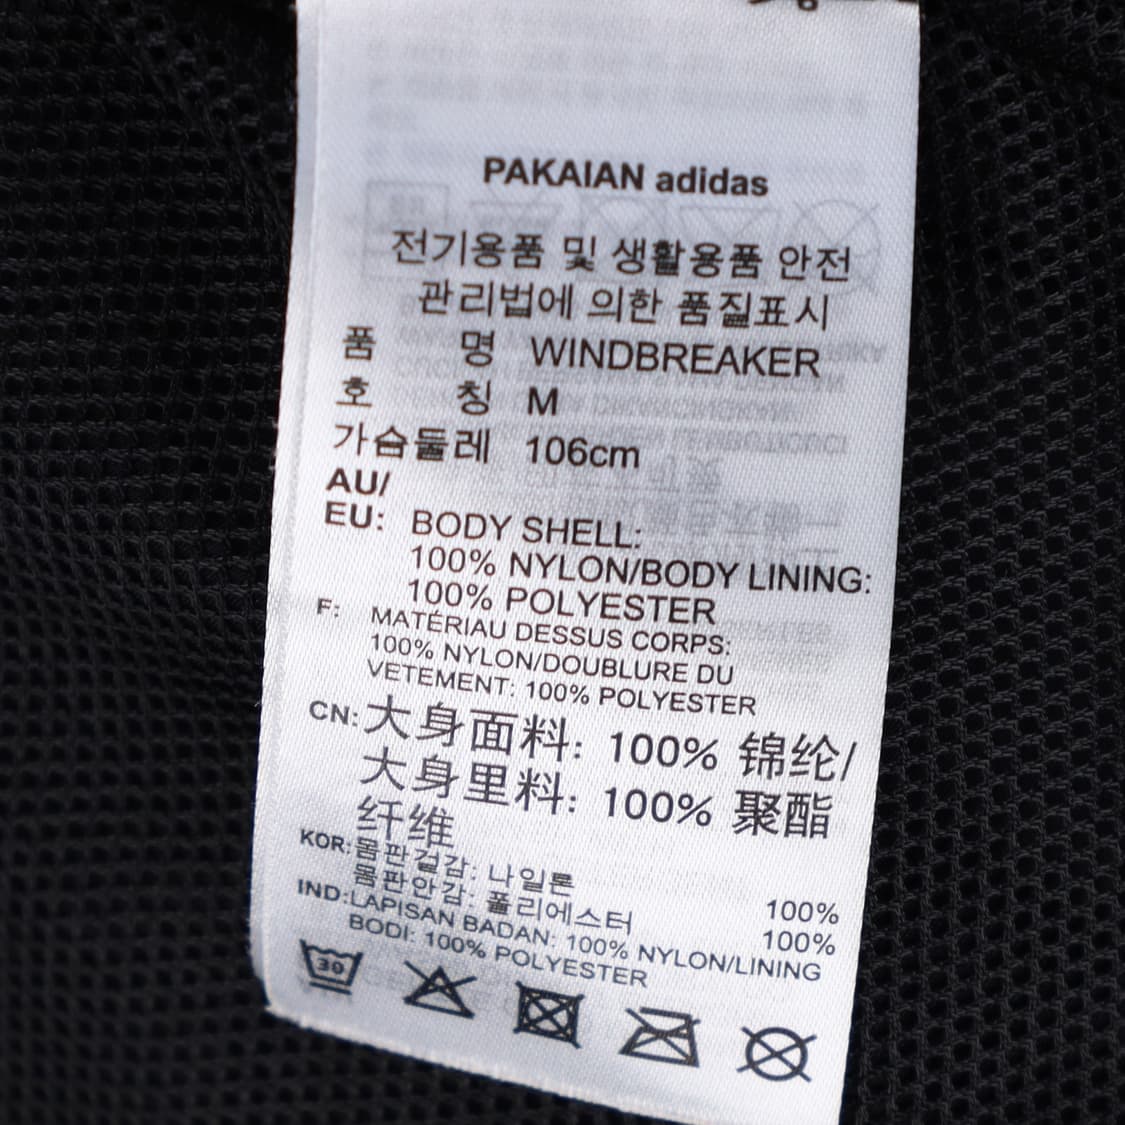 PAKAIAN adidas
전기용품 및 생활용품 안전
관리법에 의한 품질표시
품 명 WINDBREAKER
호 칭 M
가슴둘레 106cm
AU/
EU: BODY SHELL:
100% NYLON/BODY LINING:
100% POLYESTER
F: MATÉRIAU DESSUS CORPS:
100% NYLON/DOUBLURE DU
VETEMENT: 100% POLYESTER
CN: 大身面料: 100% 锦纶/
大身里料: 100% 聚酯
纤维
KOR: 몸판겉감: 나일론 100%
몸판안감: 폴리에스터 100%
IND: LAPISAN BADAN: 100% NYLON/LINING
BODI: 100% POLYESTER
30